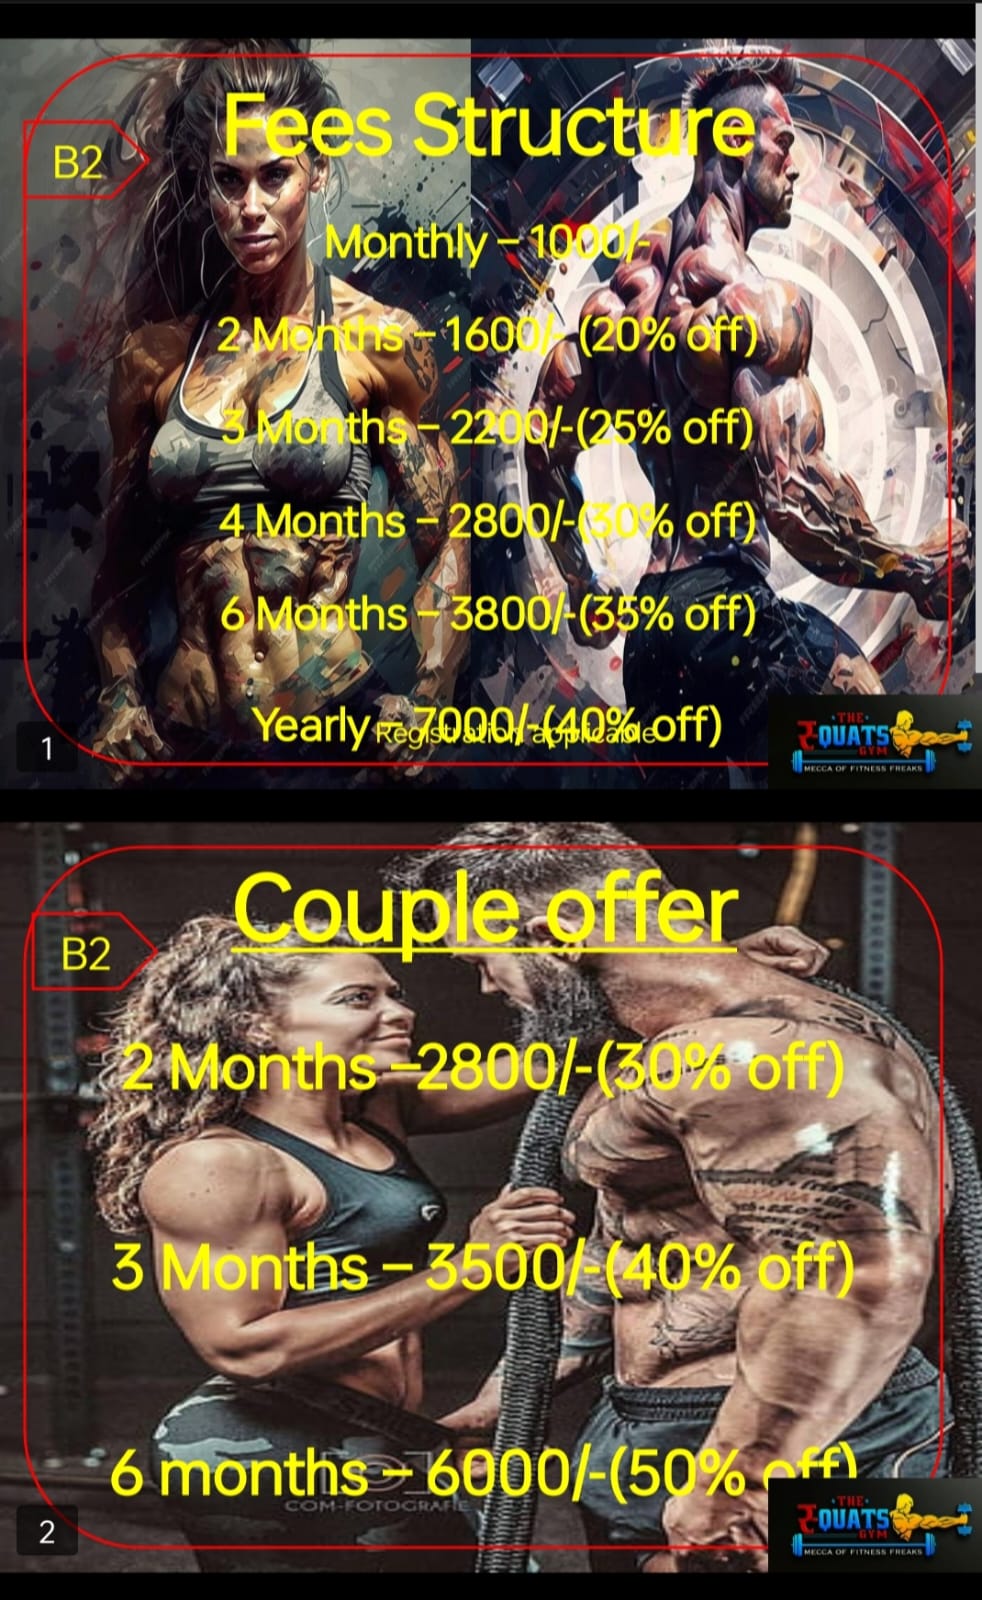 Fees Structure
B2
Monthly – 1000/-
2 Months – 1600/- (20% off)
3 Months – 2200/-(25% off)
4 Months – 2800/-(30% off)
6 Months – 3800/-(35% off)
Yearly – 7000/-(40% off)
Registration applicable
1
THE
SQUATS
GYM
MECCA OF FITNESS FREAKS
Couple offer
B2
2 Months –2800/-(30% off)
3 Months – 3500/-(40% off)
6 months – 6000/-(50% off)
COM-FOTOGRAFIE
2
THE
SQUATS
GYM
MECCA OF FITNESS FREAKS